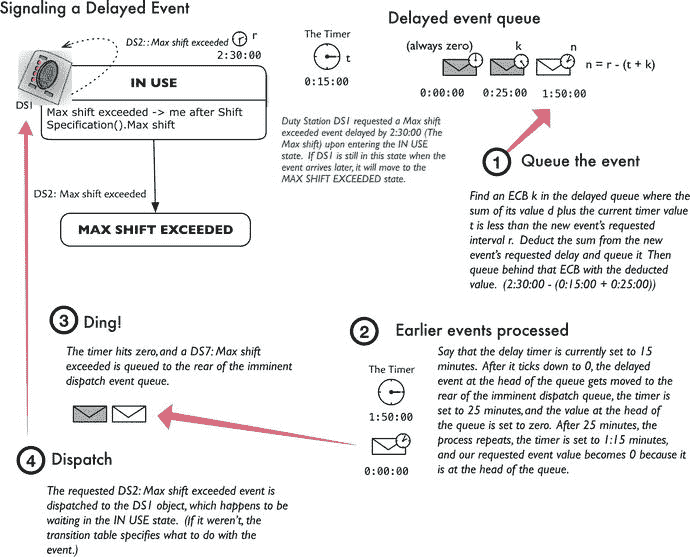 Signaling a Delayed Event
DS2:: Max shift exceeded
r
2:30:00
DS1
IN USE
Max shift exceeded -> me after Shift
Specification().Max shift
DS2: Max shift exceeded
MAX SHIFT EXCEEDED
The Timer
t
0:15:00
Duty Station DS1 requested a Max shift
exceeded event delayed by 2:30:00 (The
Max shift) upon entering the IN USE
state. If DS1 is still in this state when the
event arrives later, it will move to the
MAX SHIFT EXCEEDED state.
Delayed event queue
(always zero)
k
n
n = r - (t + k)
0:00:00
0:25:00
1:50:00
1
Queue the event
Find an ECB k in the delayed queue where the
sum of its value d plus the current timer value
t is less than the new event's requested
interval r. Deduct the sum from the new
event's requested delay and queue it Then
queue behind that ECB with the deducted
value. (2:30:00 - (0:15:00 + 0:25:00))
2
Earlier events processed
The Timer
1:50:00
0:00:00
Say that the delay timer is currently set to 15
minutes. After it ticks down to 0, the delayed
event at the head of the queue gets moved to the
rear of the imminent dispatch queue, the timer is
set to 25 minutes, and the value at the head of
the queue is set to zero. After 25 minutes, the
process repeats, the timer is set to 1:15 minutes,
and our requested event value becomes 0 because it
is at the head of the queue.
3
Ding!
The timer hits zero, and a DS7: Max shift
exceeded is queued to the rear of the imminent
dispatch event queue.
4
Dispatch
The requested DS2: Max shift exceeded event is
dispatched to the DS1 object, which happens to be
waiting in the IN USE state. (If it weren't, the
transition table specifies what to do with the
event.)